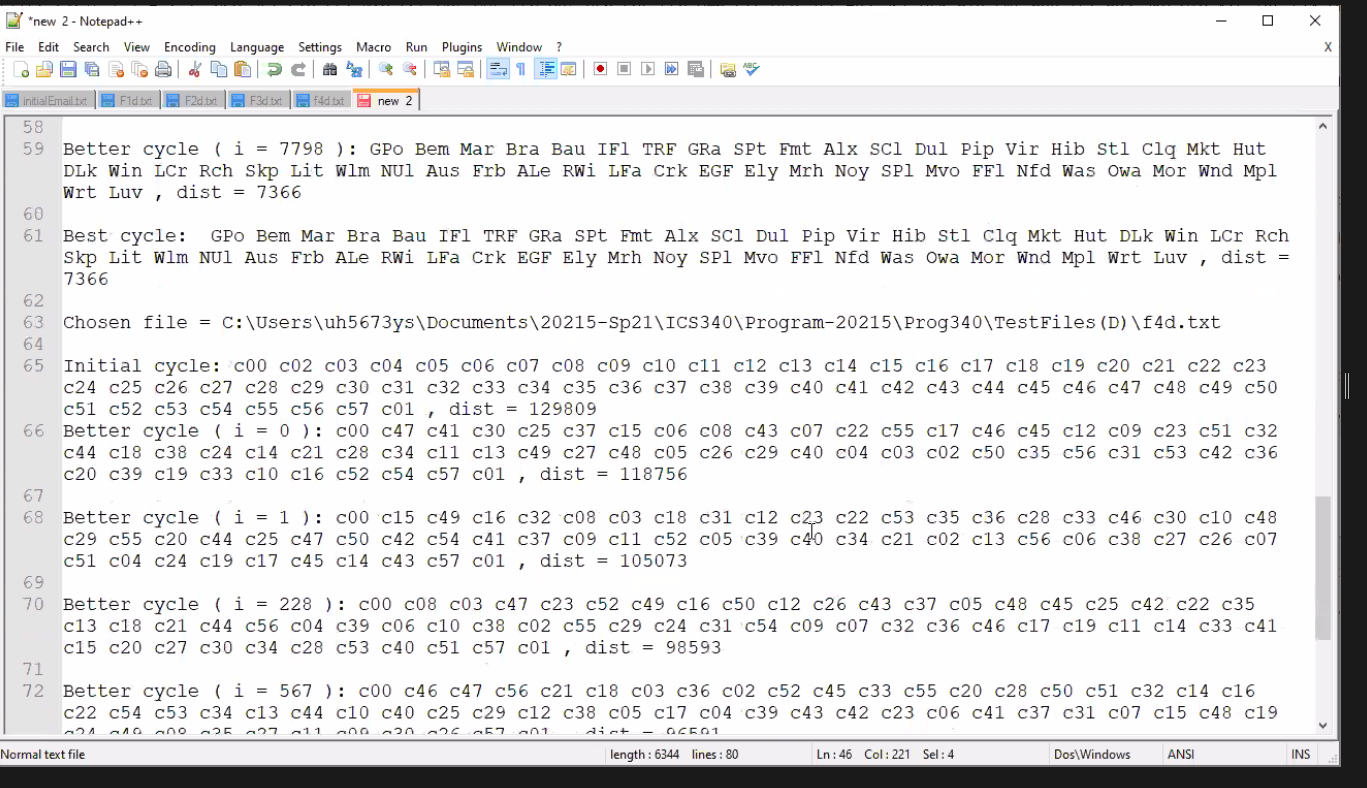 *new 2 - Notepad++
File Edit Search View Encoding Language Settings Macro Run Plugins Window ? X
initialEmail.txt F1d.txt F2d.txt F3d.txt f4d.txt new 2
58
59 Better cycle ( i = 7798 ): GPo Bem Mar Bra Bau IFl TRF GRa SPt Fmt Alx SCl Dul Pip Vir Hib Stl Clq Mkt Hut
DLk Win LCr Rch Skp Lit Wlm NUl Aus Frb ALe RWi LFa Crk EGF Ely Mrh Noy SPl Mvo FFl Nfd Was Owa Mor Wnd Mpl
Wrt Luv , dist = 7366
60
61 Best cycle: GPo Bem Mar Bra Bau IFl TRF GRa SPt Fmt Alx SCl Dul Pip Vir Hib Stl Clq Mkt Hut DLk Win LCr Rch
Skp Lit Wlm NUl Aus Frb ALe RWi LFa Crk EGF Ely Mrh Noy SPl Mvo FFl Nfd Was Owa Mor Wnd Mpl Wrt Luv , dist =
7366
62
63 Chosen file = C:\Users\uh5673ys\Documents\20215-Sp21\ICS340\Program-20215\Prog340\TestFiles(D)\f4d.txt
64
65 Initial cycle: c00 c02 c03 c04 c05 c06 c07 c08 c09 c10 c11 c12 c13 c14 c15 c16 c17 c18 c19 c20 c21 c22 c23
c24 c25 c26 c27 c28 c29 c30 c31 c32 c33 c34 c35 c36 c37 c38 c39 c40 c41 c42 c43 c44 c45 c46 c47 c48 c49 c50
c51 c52 c53 c54 c55 c56 c57 c01 , dist = 129809
66 Better cycle ( i = 0 ): c00 c47 c41 c30 c25 c37 c15 c06 c08 c43 c07 c22 c55 c17 c46 c45 c12 c09 c23 c51 c32
c44 c18 c38 c24 c14 c21 c28 c34 c11 c13 c49 c27 c48 c05 c26 c29 c40 c04 c03 c02 c50 c35 c56 c31 c53 c42 c36
c20 c39 c19 c33 c10 c16 c52 c54 c57 c01 , dist = 118756
67
68 Better cycle ( i = 1 ): c00 c15 c49 c16 c32 c08 c03 c18 c31 c12 c23 c22 c53 c35 c36 c28 c33 c46 c30 c10 c48
c29 c55 c20 c44 c25 c47 c50 c42 c54 c41 c37 c09 c11 c52 c05 c39 c40 c34 c21 c02 c13 c56 c06 c38 c27 c26 c07
c51 c04 c24 c19 c17 c45 c14 c43 c57 c01 , dist = 105073
69
70 Better cycle ( i = 228 ): c00 c08 c03 c47 c23 c52 c49 c16 c50 c12 c26 c43 c37 c05 c48 c45 c25 c42 c22 c35
c13 c18 c21 c44 c56 c04 c39 c06 c10 c38 c02 c55 c29 c24 c31 c54 c09 c07 c32 c36 c46 c17 c19 c11 c14 c33 c41
c15 c20 c27 c30 c34 c28 c53 c40 c51 c57 c01 , dist = 98593
71
72 Better cycle ( i = 567 ): c00 c46 c47 c56 c21 c18 c03 c36 c02 c52 c45 c33 c55 c20 c28 c50 c51 c32 c14 c16
c22 c54 c53 c34 c13 c44 c10 c40 c25 c29 c12 c38 c05 c17 c04 c39 c43 c42 c23 c06 c41 c37 c31 c07 c15 c48 c19
c24 c49 c08 c35 c27 c11 c09 c30 c26 c57 c01 , dist = 96591
Normal text file length : 6344 lines : 80 Ln : 46 Col : 221 Sel : 4 Dos\Windows ANSI INS